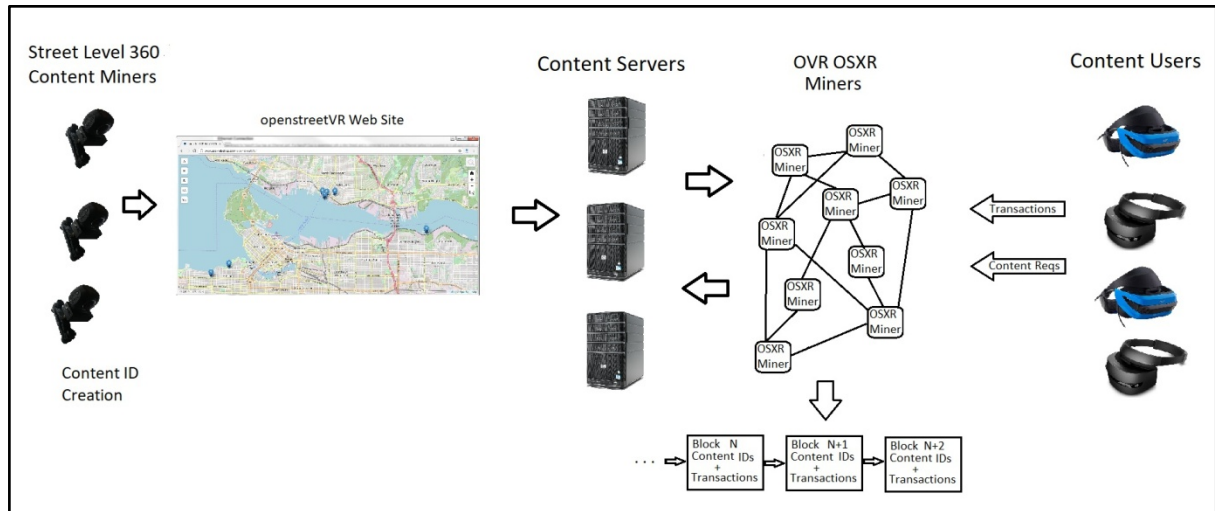 Street Level 360
Content Miners
Content ID
Creation
openstreetVR Web Site
Content Servers
OVR OSXR
Miners
OSXR
Miner
OSXR
Miner
OSXR
Miner
OSXR
Miner
OSXR
Miner
OSXR
Miner
OSXR
Miner
OSXR
Miner
OSXR
Miner
Content Users
Transactions
Content Reqs
. . .
Block N
Content IDs
+
Transactions
Block N+1
Content IDs
+
Transactions
Block N+2
Content IDs
+
Transactions